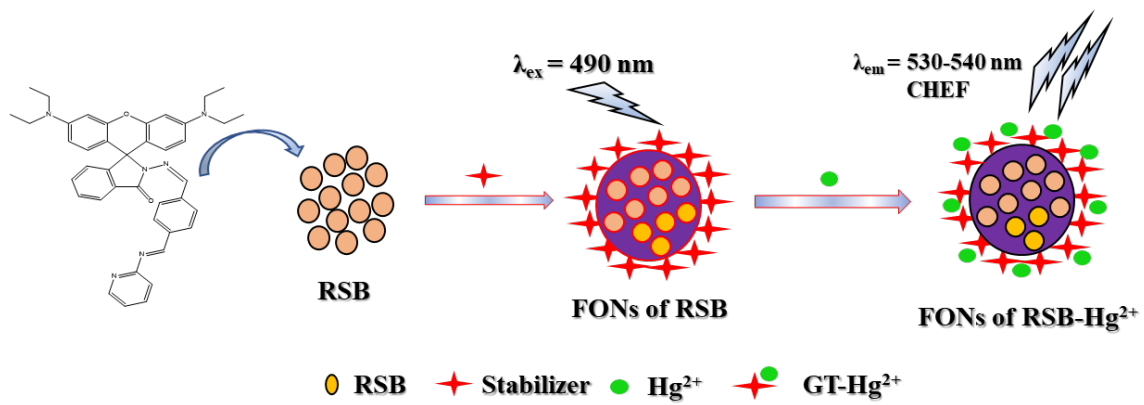 λex = 490 nm
λem = 530-540 nm
CHEF
N
O
N
N
N
O
N
N
RSB
FONs of RSB
FONs of RSB-Hg²⁺
RSB
Stabilizer
Hg²⁺
GT-Hg²⁺